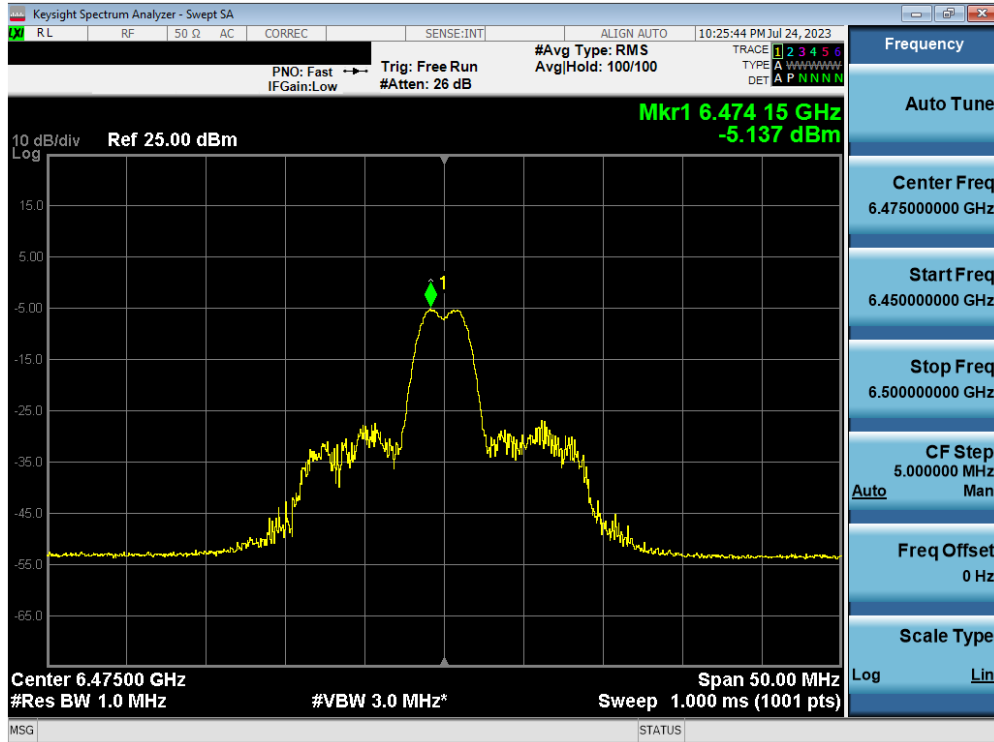 Keysight Spectrum Analyzer - Swept SA
LXI RL RF 50 Ω AC CORREC SENSE:INT ALIGN AUTO 10:25:44 PM Jul 24, 2023
PNO: Fast
IFGain:Low
Trig: Free Run
#Atten: 26 dB
#Avg Type: RMS
Avg|Hold: 100/100
TRACE 1 2 3 4 5 6
TYPE A WWWWW
DET A P N N N N
Mkr1 6.474 15 GHz
-5.137 dBm
10 dB/div Ref 25.00 dBm
Log
15.0
5.00
1
-5.00
-15.0
-25.0
-35.0
-45.0
-55.0
-65.0
Center 6.47500 GHz Span 50.00 MHz
#Res BW 1.0 MHz #VBW 3.0 MHz* Sweep 1.000 ms (1001 pts)
MSG STATUS
Frequency
Auto Tune
Center Freq
6.475000000 GHz
Start Freq
6.450000000 GHz
Stop Freq
6.500000000 GHz
CF Step
5.000000 MHz
Auto Man
Freq Offset
0 Hz
Scale Type
Log Lin